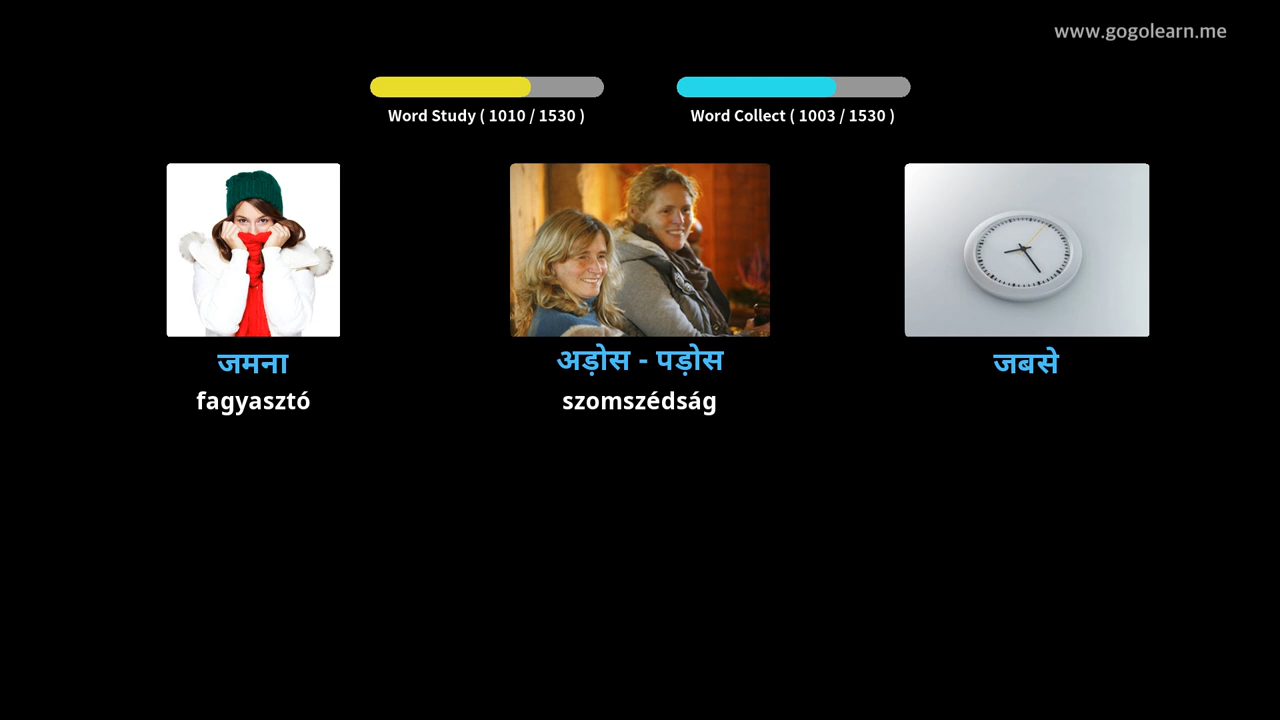 www.gogolearn.me
Word Study ( 1010 / 1530 )
Word Collect ( 1003 / 1530 )
जमना
अड़ोस - पड़ोस
जबसे
fagyasztó
szomszédság